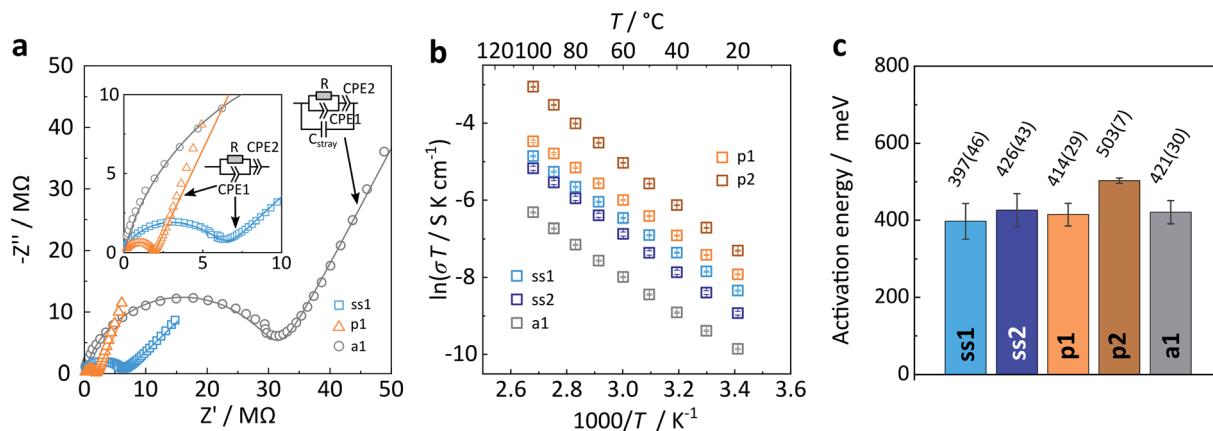 a
50
40
30
20
10
0
-Z'' / MΩ
0
10
20
30
40
50
Z' / MΩ
10
5
0
0
5
10
R
CPE2
CPE1
R
CPE2
CPE1
C_stray
ss1
p1
a1
b
T / °C
120
100
80
60
40
20
-4
-6
-8
-10
ln(σT / S K cm⁻¹)
p1
p2
ss1
ss2
a1
2.6
2.8
3.0
3.2
3.4
3.6
1000/T / K⁻¹
c
800
600
400
200
0
Activation energy / meV
397(46)
426(43)
414(29)
503(7)
421(30)
ss1
ss2
p1
p2
a1